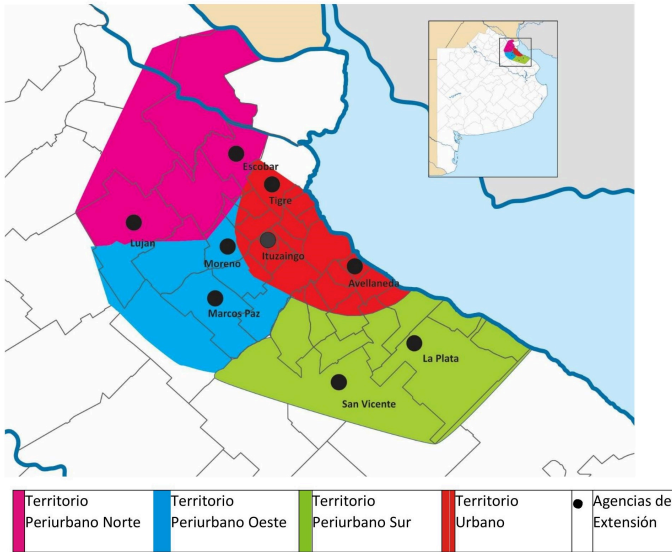 Escobar
Tigre
Lujan
Ituzaingo
Moreno
Avellaneda
Marcos Paz
La Plata
San Vicente
Territorio
Periurbano Norte
Territorio
Periurbano Oeste
Territorio
Periurbano Sur
Territorio
Urbano
Agencias de
Extensión